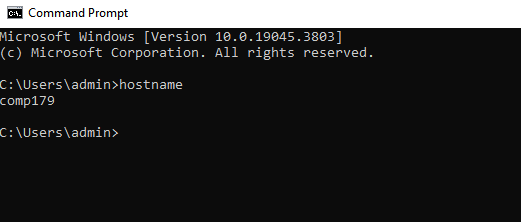 Command Prompt
Microsoft Windows [Version 10.0.19045.3803]
(c) Microsoft Corporation. All rights reserved.
C:\Users\admin>hostname
comp179
C:\Users\admin>